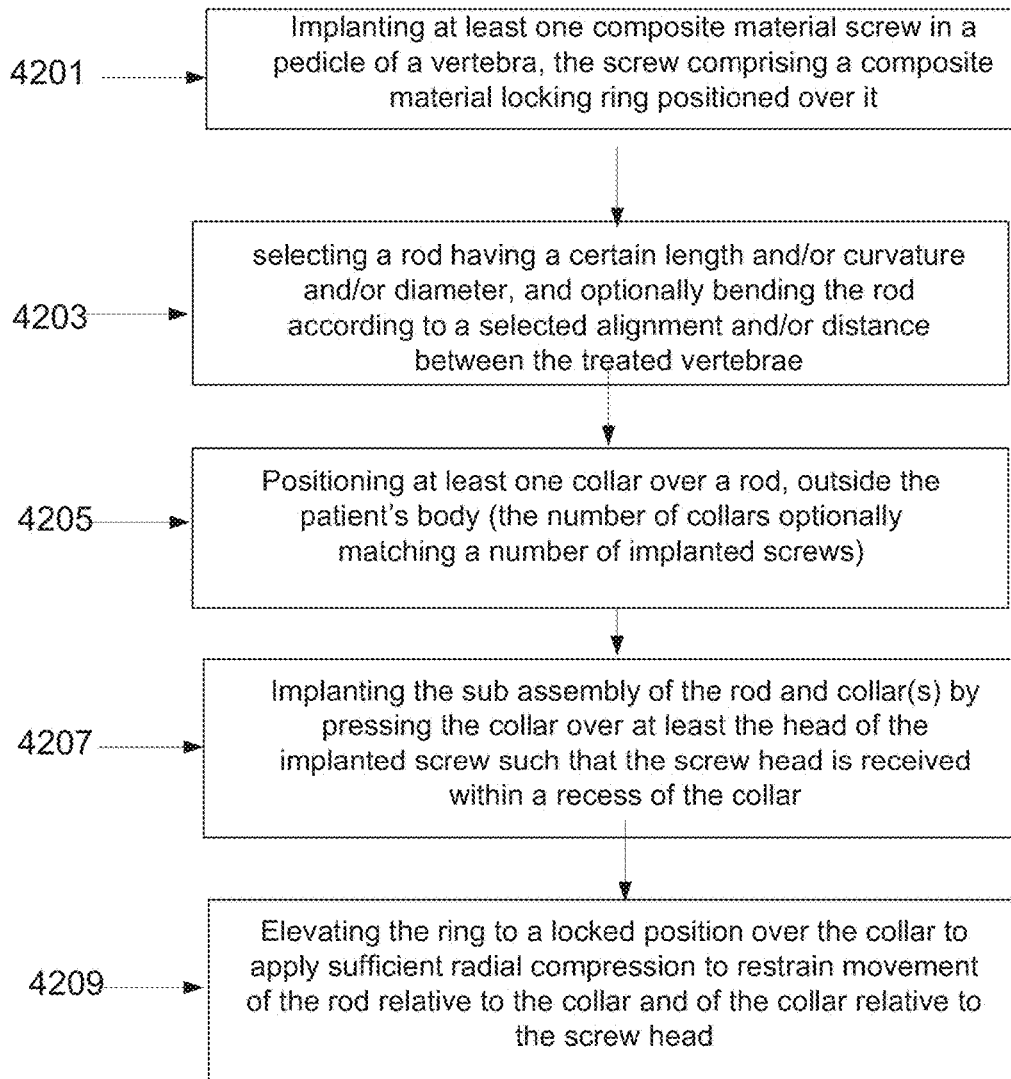 4201
Implanting at least one composite material screw in a
pedicle of a vertebra, the screw comprising a composite
material locking ring positioned over it
4203
selecting a rod having a certain length and/or curvature
and/or diameter, and optionally bending the rod
according to a selected alignment and/or distance
between the treated vertebrae
4205
Positioning at least one collar over a rod, outside the
patient's body (the number of collars optionally
matching a number of implanted screws)
4207
Implanting the sub assembly of the rod and collar(s) by
pressing the collar over at least the head of the
implanted screw such that the screw head is received
within a recess of the collar
4209
Elevating the ring to a locked position over the collar to
apply sufficient radial compression to restrain movement
of the rod relative to the collar and of the collar relative to
the screw head